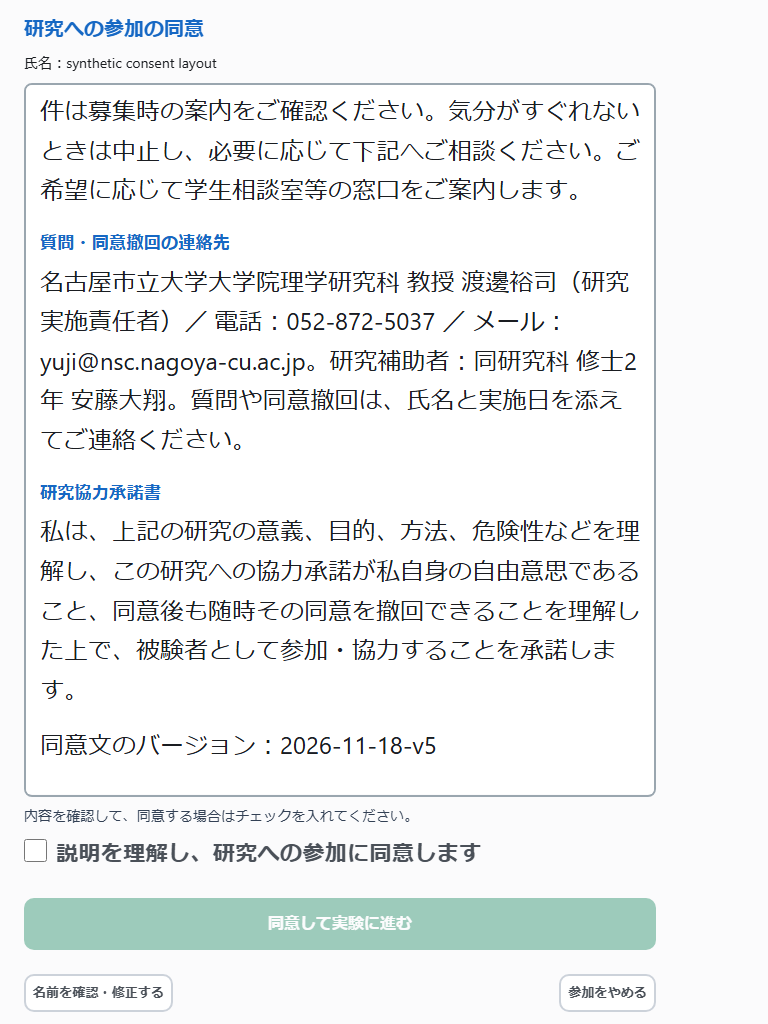 研究への参加の同意
氏名：synthetic consent layout
件は募集時の案内をご確認ください。気分がすぐれない
ときは中止し、必要に応じて下記へご相談ください。ご
希望に応じて学生相談室等の窓口をご案内します。
質問・同意撤回の連絡先
名古屋市立大学大学院理学研究科 教授 渡邊裕司（研究
実施責任者）／ 電話：052-872-5037 ／ メール：
yuji@nsc.nagoya-cu.ac.jp。研究補助者：同研究科 修士2
年 安藤大翔。質問や同意撤回は、氏名と実施日を添え
てご連絡ください。
研究協力承諾書
私は、上記の研究の意義、目的、方法、危険性などを理
解し、この研究への協力承諾が私自身の自由意思である
こと、同意後も随時その同意を撤回できることを理解し
た上で、被験者として参加・協力することを承諾しま
す。
同意文のバージョン：2026-11-18-v5
内容を確認して、同意する場合はチェックを入れてください。
説明を理解し、研究への参加に同意します
同意して実験に進む
名前を確認・修正する
参加をやめる